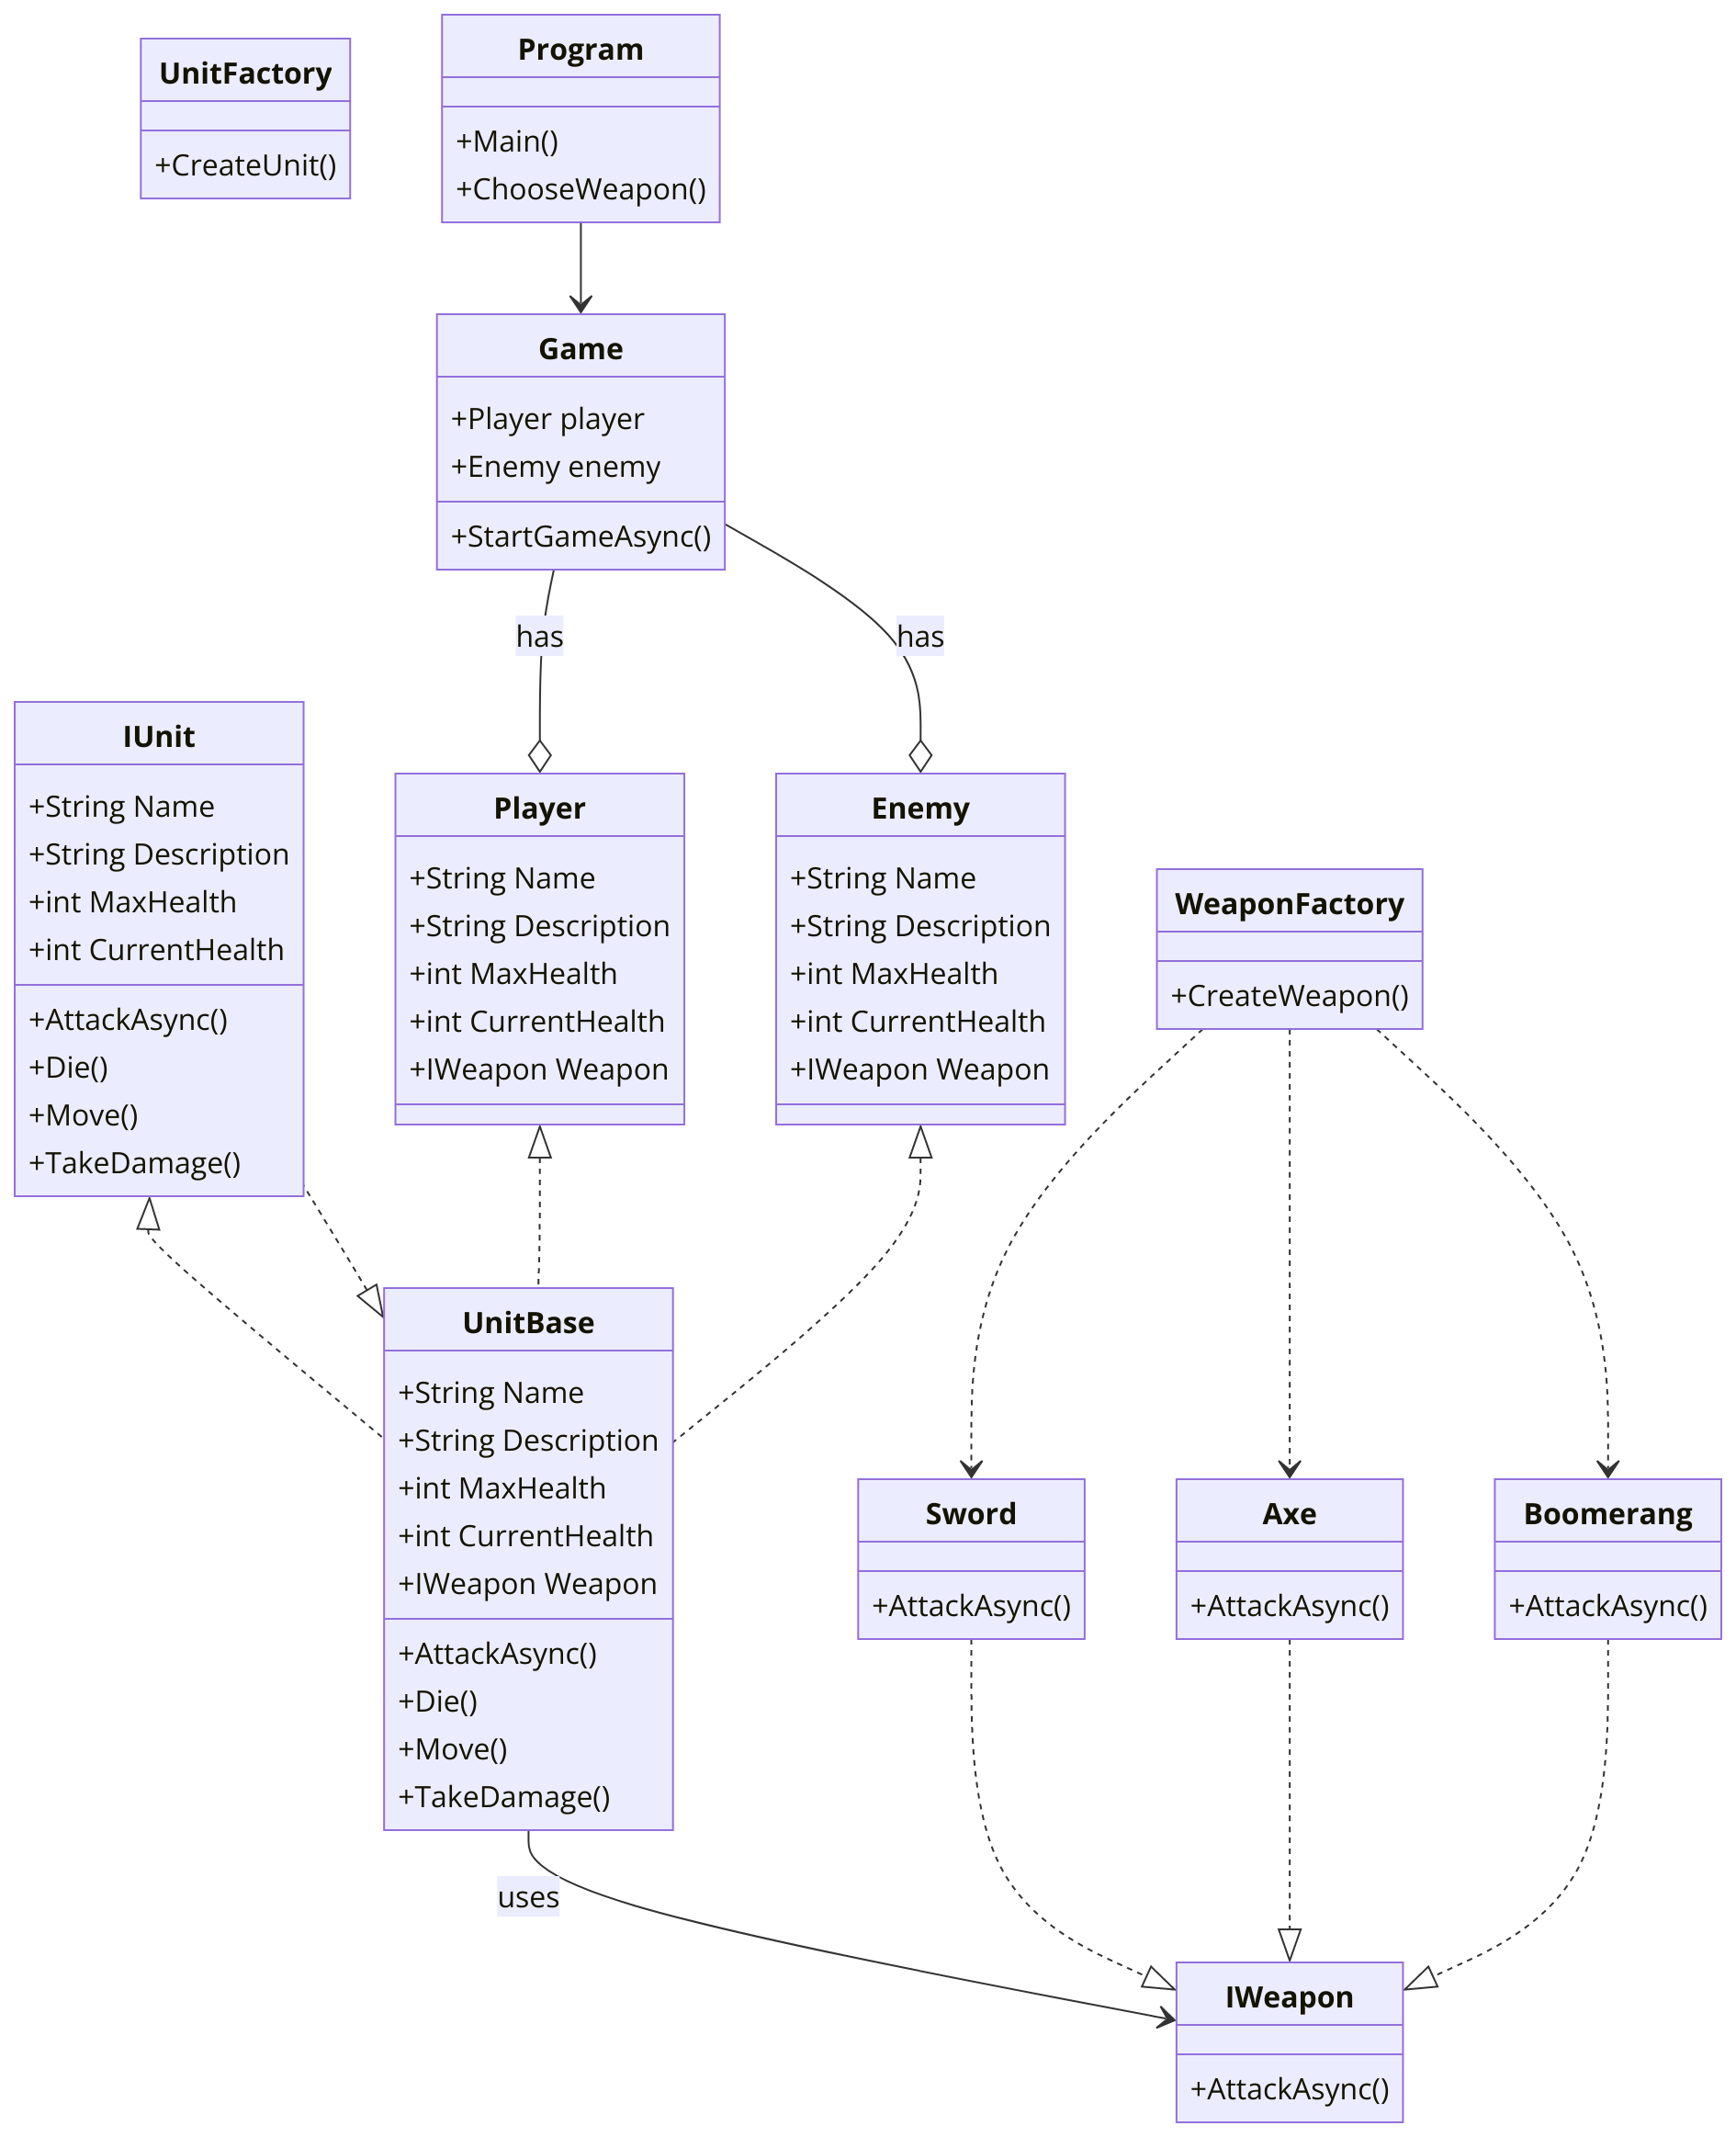 UnitFactory
+CreateUnit()
Program
+Main()
+ChooseWeapon()
Game
+Player player
+Enemy enemy
+StartGameAsync()
has
has
IUnit
+String Name
+String Description
+int MaxHealth
+int CurrentHealth
+AttackAsync()
+Die()
+Move()
+TakeDamage()
Player
+String Name
+String Description
+int MaxHealth
+int CurrentHealth
+IWeapon Weapon
Enemy
+String Name
+String Description
+int MaxHealth
+int CurrentHealth
+IWeapon Weapon
WeaponFactory
+CreateWeapon()
UnitBase
+String Name
+String Description
+int MaxHealth
+int CurrentHealth
+IWeapon Weapon
+AttackAsync()
+Die()
+Move()
+TakeDamage()
Sword
+AttackAsync()
Axe
+AttackAsync()
Boomerang
+AttackAsync()
uses
IWeapon
+AttackAsync()